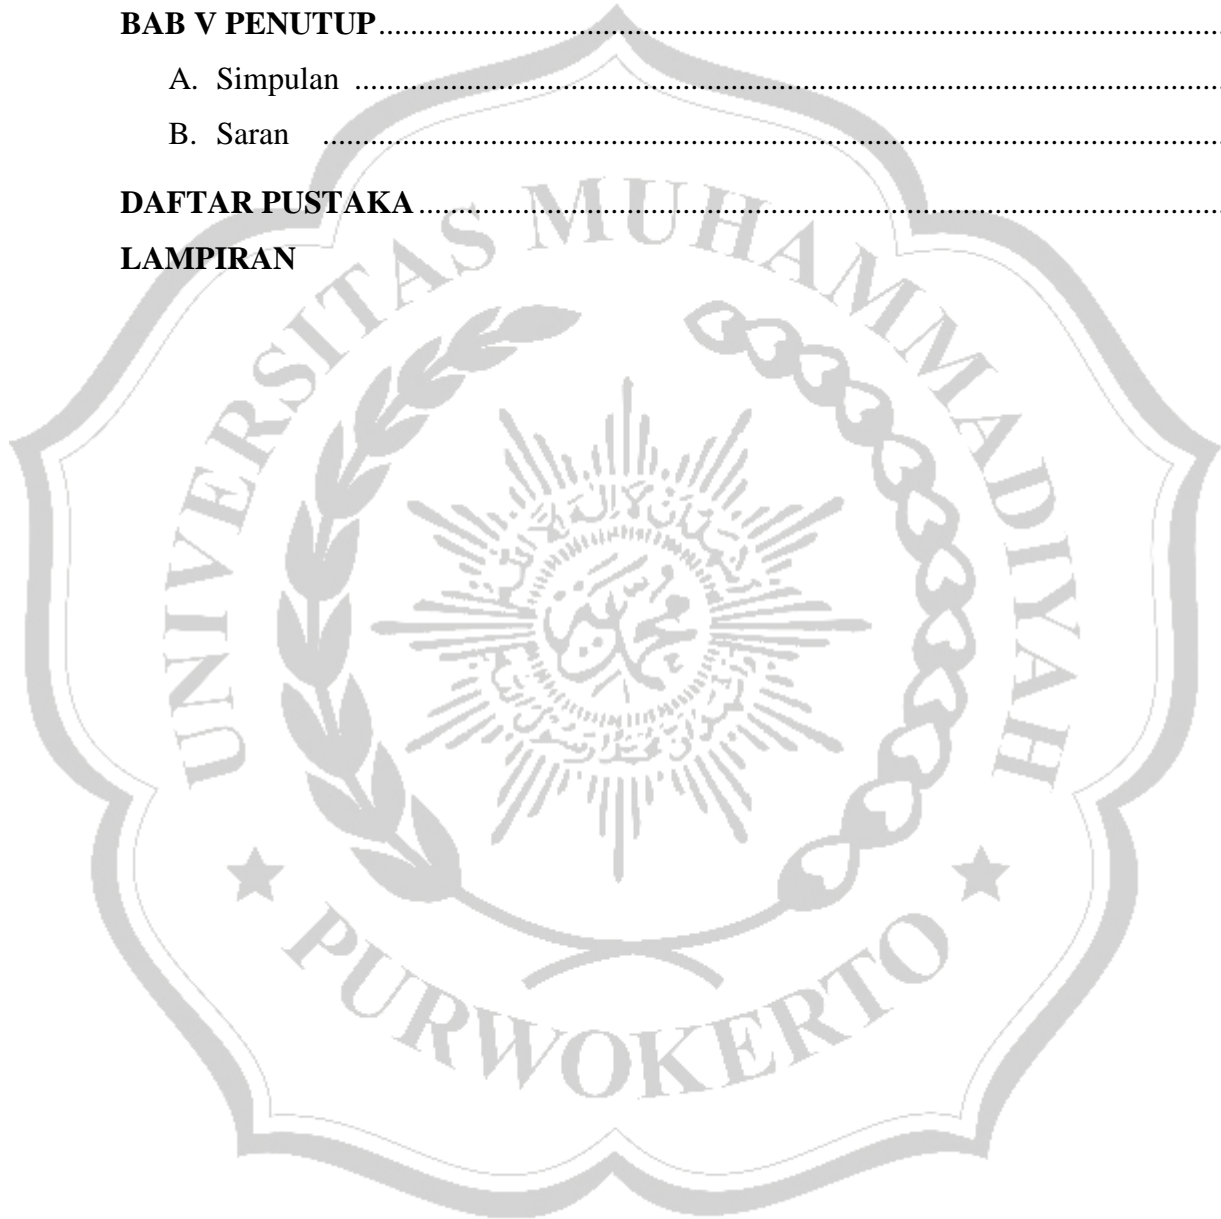 BAB V PENUTUP
A. Simpulan
B. Saran
DAFTAR PUSTAKA
LAMPIRAN
UNIVERSITAS MUHAMMADIYAH
PURWOKERTO